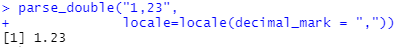 > parse_double("1,23",
+              locale=locale(decimal_mark = ","))
[1] 1.23